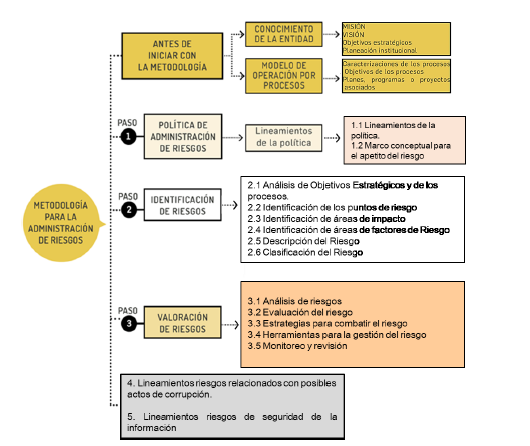 ANTES DE
INICIAR CON
LA METODOLOGÍA
CONOCIMIENTO
DE LA ENTIDAD
MISIÓN
VISIÓN
Objetivos estratégicos
Planeación institucional.
MODELO DE
OPERACIÓN POR
PROCESOS
Caracterizaciones de los procesos
Objetivos de los procesos
Planes, programas o proyectos
asociados
PASO
1
POLÍTICA DE
ADMINISTRACIÓN
DE RIESGOS
Lineamientos
de la política
1.1 Lineamientos de la
política.
1.2 Marco conceptual para
el apetito del riesgo
METODOLOGÍA
PARA LA
ADMINISTRACIÓN
DE RIESGOS
PASO
2
IDENTIFICACIÓN
DE RIESGOS
2.1 Análisis de Objetivos Estratégicos y de los
procesos.
2.2 Identificación de los puntos de riesgo
2.3 Identificación de áreas de impacto
2.4 Identificación de áreas de factores de Riesgo
2.5 Descripción del Riesgo
2.6 Clasificación del Riesgo
PASO
3
VALORACIÓN
DE RIESGOS
3.1 Análisis de riesgos
3.2 Evaluación del riesgo
3.3 Estrategias para combatir el riesgo
3.4 Herramientas para la gestión del riesgo
3.5 Monitoreo y revisión
4. Lineamientos riesgos relacionados con posibles
actos de corrupción.
5. Lineamientos riesgos de seguridad de la
información